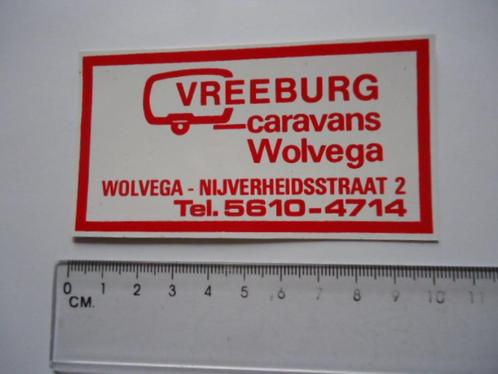 VREEBURG
caravans
Wolvega
WOLVEGA - NIJVERHEIDSSTRAAT 2
Tel. 5610-4714
0 1 2 3 4 5 6 7 8 9 10 11
CM.